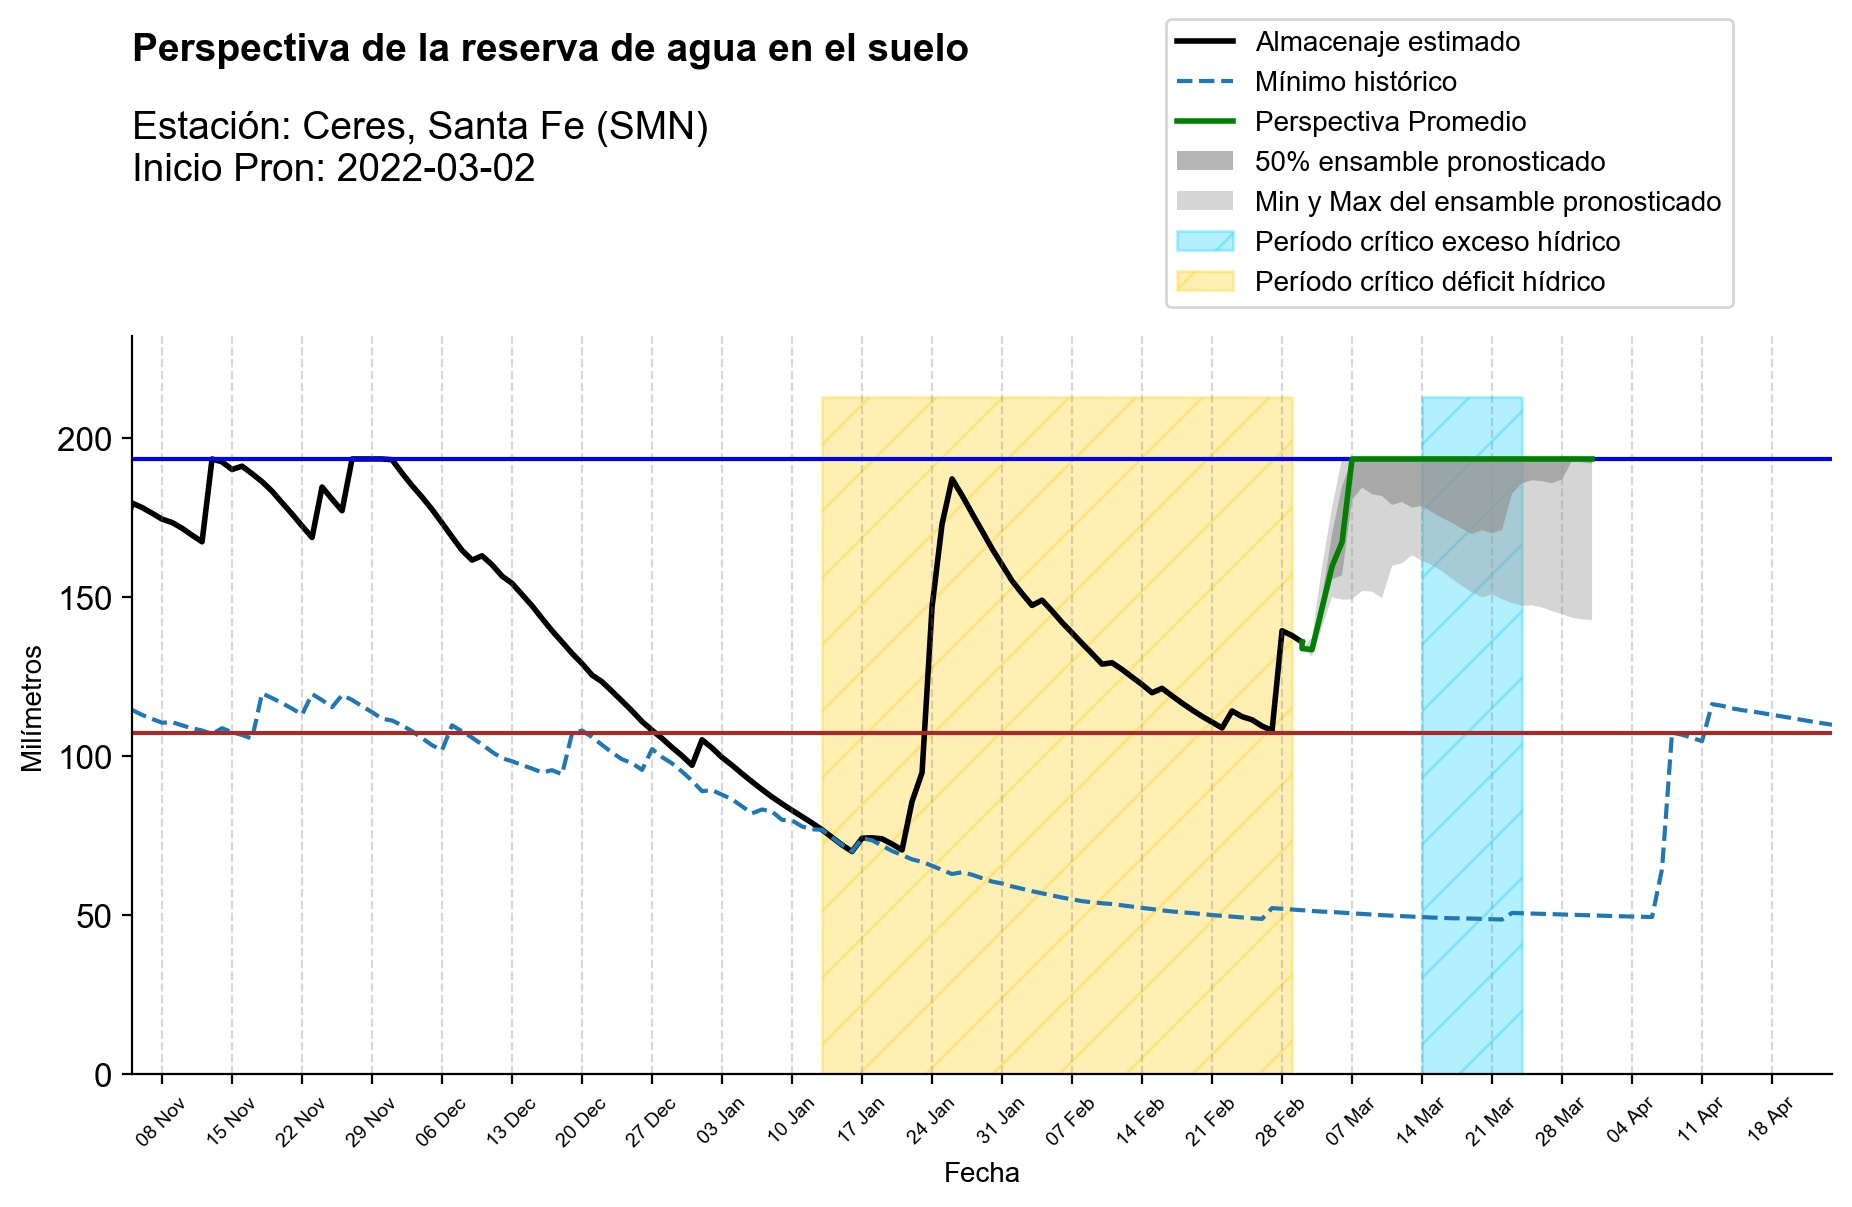 Perspectiva de la reserva de agua en el suelo
Estación: Ceres, Santa Fe (SMN)
Inicio Pron: 2022-03-02
Almacenaje estimado
Mínimo histórico
Perspectiva Promedio
50% ensamble pronosticado
Min y Max del ensamble pronosticado
Período crítico exceso hídrico
Período crítico déficit hídrico
Milímetros
200
150
100
50
0
08 Nov
15 Nov
22 Nov
29 Nov
06 Dec
13 Dec
20 Dec
27 Dec
03 Jan
10 Jan
17 Jan
24 Jan
31 Jan
07 Feb
14 Feb
21 Feb
28 Feb
07 Mar
14 Mar
21 Mar
28 Mar
04 Apr
11 Apr
18 Apr
Fecha